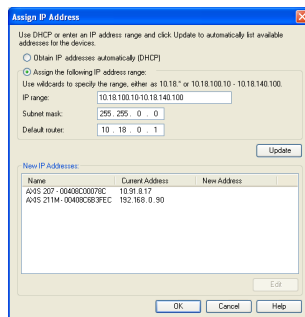 Assign IP Address
Use DHCP or enter an IP address range and click Update to automatically list available
addresses for the devices.
Obtain IP addresses automatically (DHCP)
Assign the following IP address range:
Use wildcards to specify the range, either as 10.18.* or 10.18.100.10 - 10.18.140.100.
IP range: 10.18.100.10-10.18.140.100
Subnet mask: 255 . 255 . 0 . 0
Default router: 10 . 18 . 0 . 1
Update
New IP Addresses:
Name Current Address New Address
AXIS 207 - 00408C00078C 10.91.8.17
AXIS 211M - 00408C6B3FEC 192.168.0.90
Edit
OK Cancel Help